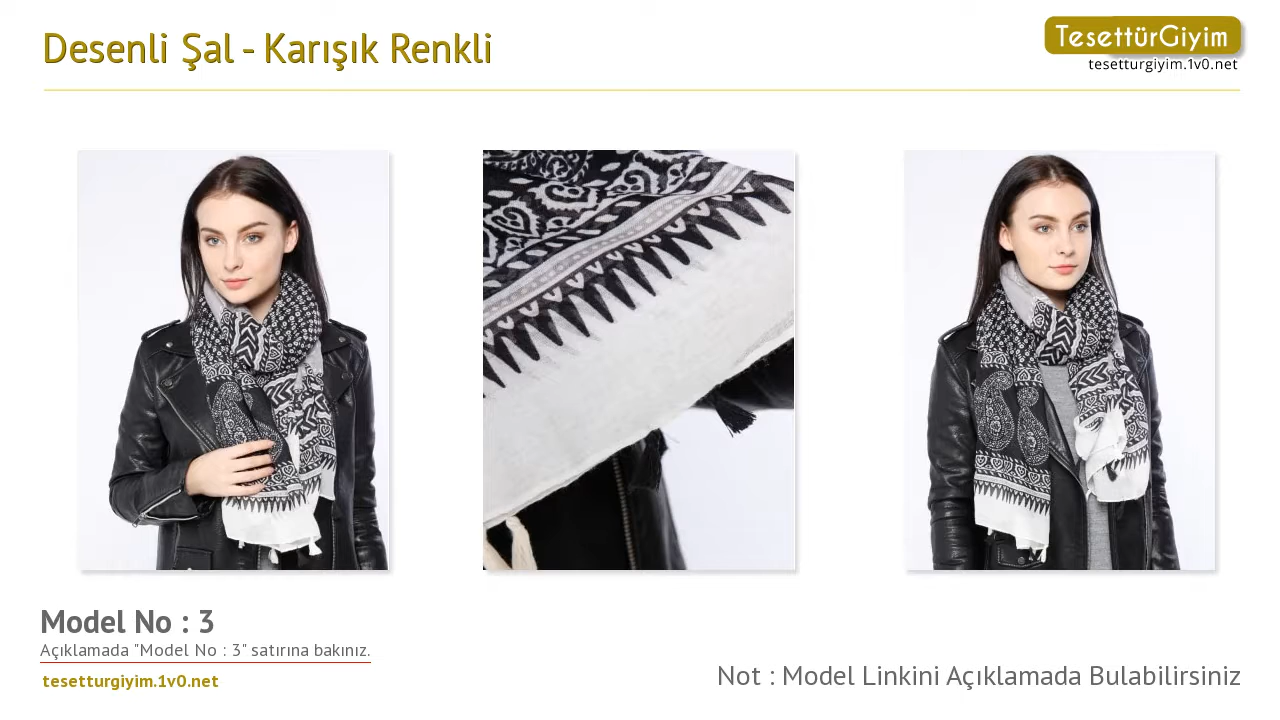 Desenli Şal - Karışık Renkli
TesettürGiyim
tesetturgiyim.1v0.net
Model No : 3
Açıklamada "Model No : 3" satırına bakınız.
tesetturgiyim.1v0.net
Not : Model Linkini Açıklamada Bulabilirsiniz